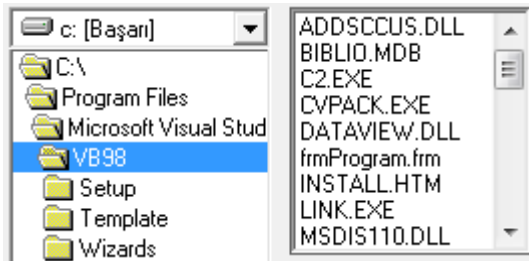 c: [Başarı]
C:\
Program Files
Microsoft Visual Stud
VB98
Setup
Template
Wizards
ADDSCCUS.DLL
BIBLIO.MDB
C2.EXE
CVPACK.EXE
DATAVIEW.DLL
frmProgram.frm
INSTALL.HTM
LINK.EXE
MSDIS110.DLL